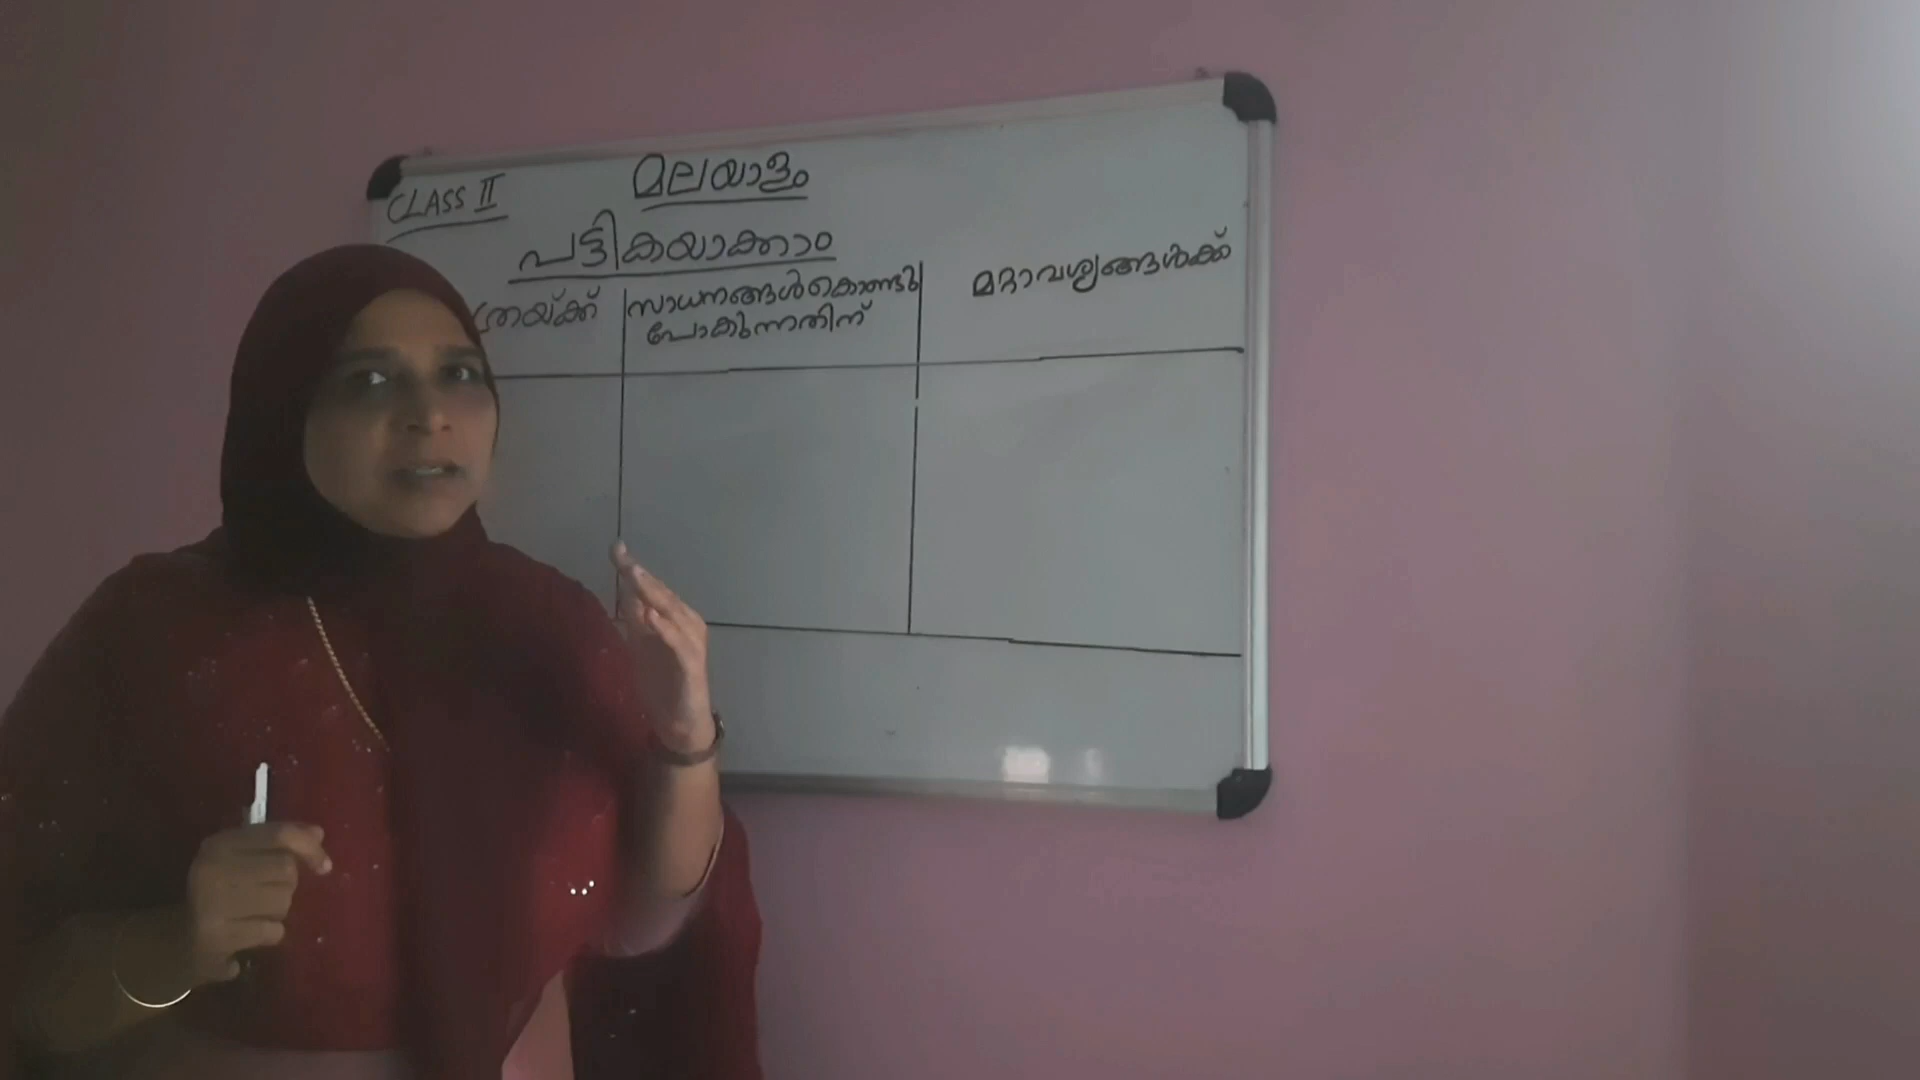 CLASS II
മലയാളം
പട്ടികയാക്കാം
സാധനങ്ങൾകൊണ്ടു
പോകുന്നതിന്
മറ്റാവശ്യങ്ങൾക്ക്